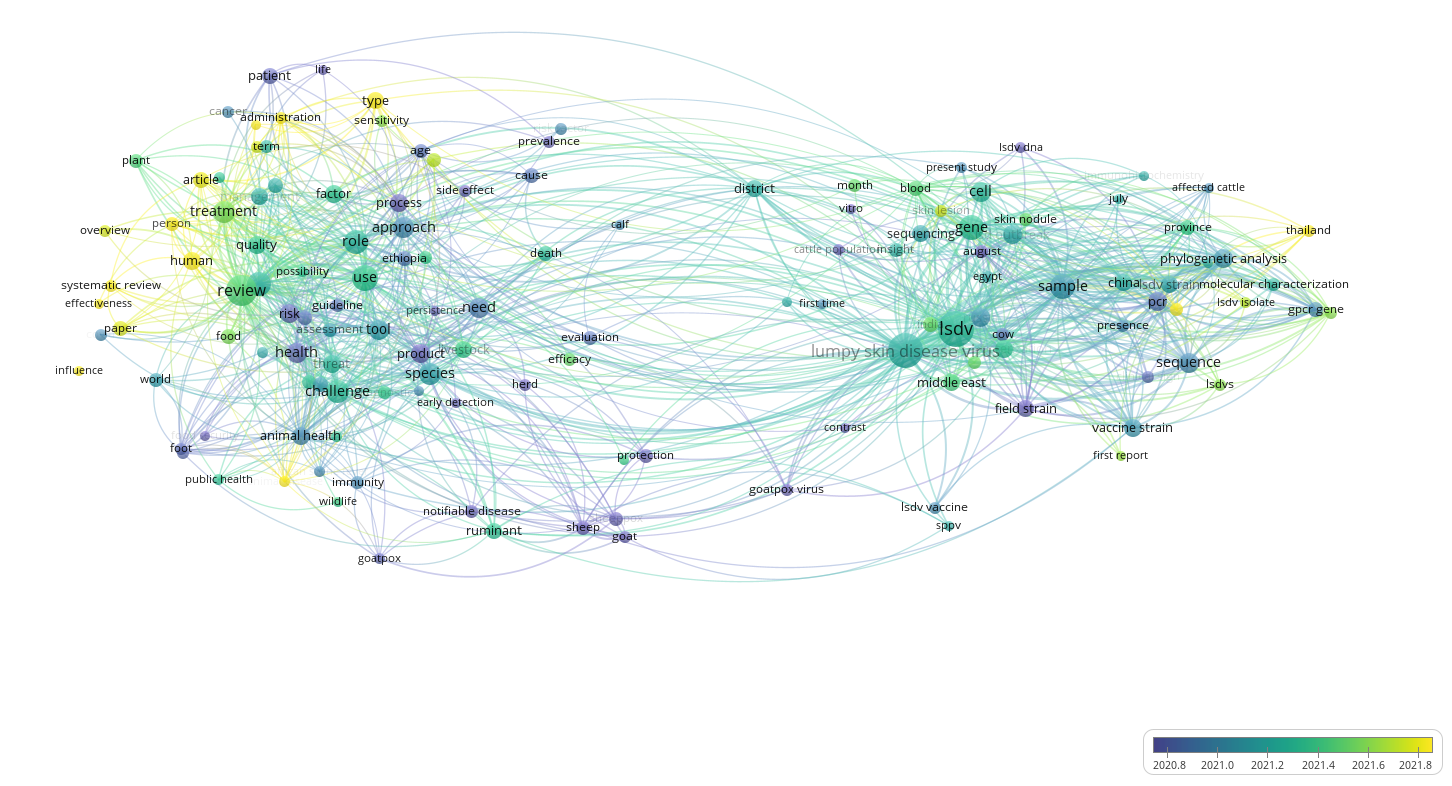 patient
life
type
cancer
administration
sensitivity
term
age
prevalence
plant
article
factor
side effect
cause
process
treatment
person
approach
overview
quality
role
human
ethiopia
possibility
use
systematic review
review
effectiveness
guideline
risk
persistence
need
paper
assessment
tool
food
health
product
livestock
threat
species
influence
world
challenge
early detection
herd
evaluation
efficacy
death
calf
animal health
foot
public health
immunity
wildlife
notifiable disease
ruminant
goatpox
sheep
goat
protection
district
month
blood
vitro
cell
present study
lsdv dna
skin lesion
sequencing
gene
skin nodule
cattle population
insight
august
egypt
july
affected cattle
province
thailand
phylogenetic analysis
sample
china
lsdv strain
molecular characterization
pcr
lsdv isolate
gpcr gene
first time
lsdv
cow
presence
lumpy skin disease virus
middle east
sequence
lsdvs
field strain
vaccine strain
contrast
first report
goatpox virus
lsdv vaccine
sppv
2020.8 2021.0 2021.2 2021.4 2021.6 2021.8